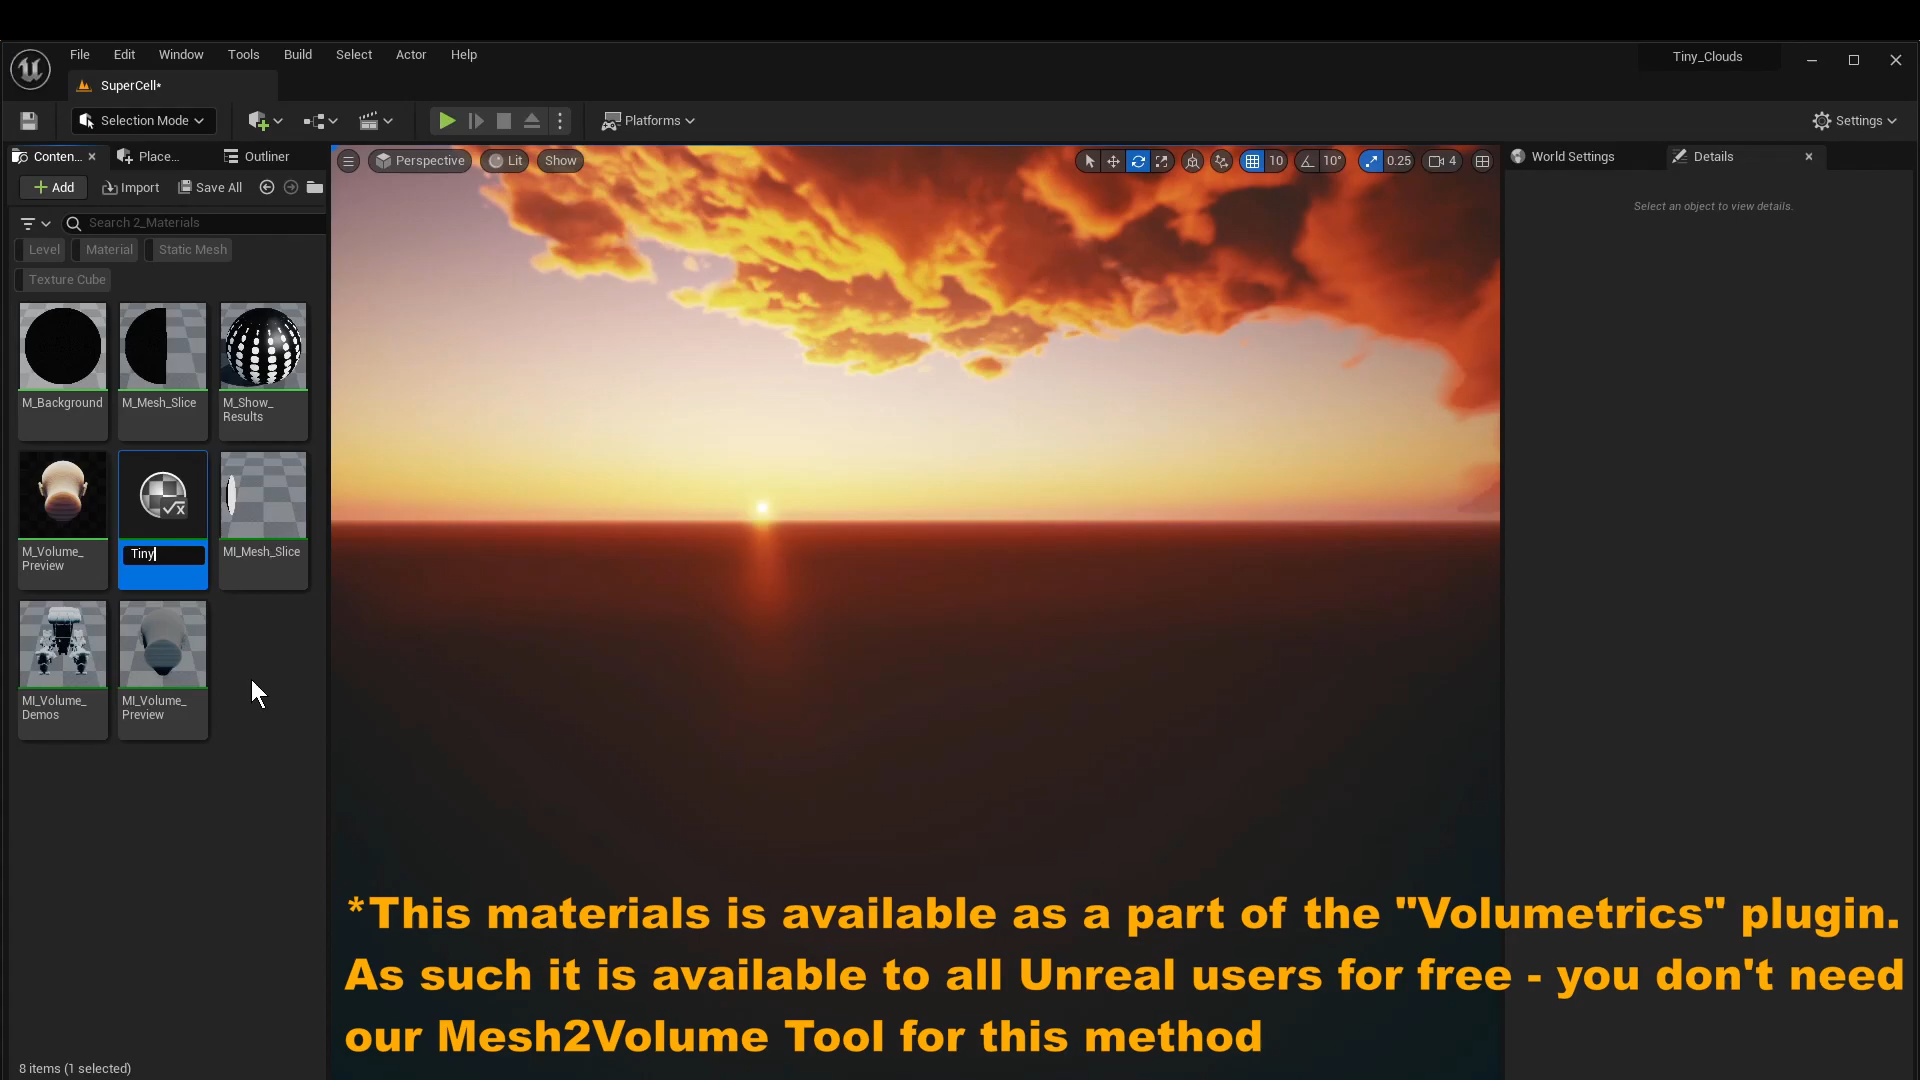 File Edit Window Tools Build Select Actor Help
Tiny_Clouds
SuperCell*
Selection Mode
Platforms
Settings
Conten...
Place...
Outliner
Add
Import
Save All
Search 2_Materials
Level
Material
Static Mesh
Texture Cube
M_Background
M_Mesh_Slice
M_Show_
Results
M_Volume_
Preview
Tiny
MI_Mesh_Slice
MI_Volume_
Demos
MI_Volume_
Preview
8 items (1 selected)
Perspective
Lit
Show
10
10°
0.25
4
World Settings
Details
Select an object to view details.
*This materials is available as a part of the "Volumetrics" plugin.
As such it is available to all Unreal users for free - you don't need
our Mesh2Volume Tool for this method